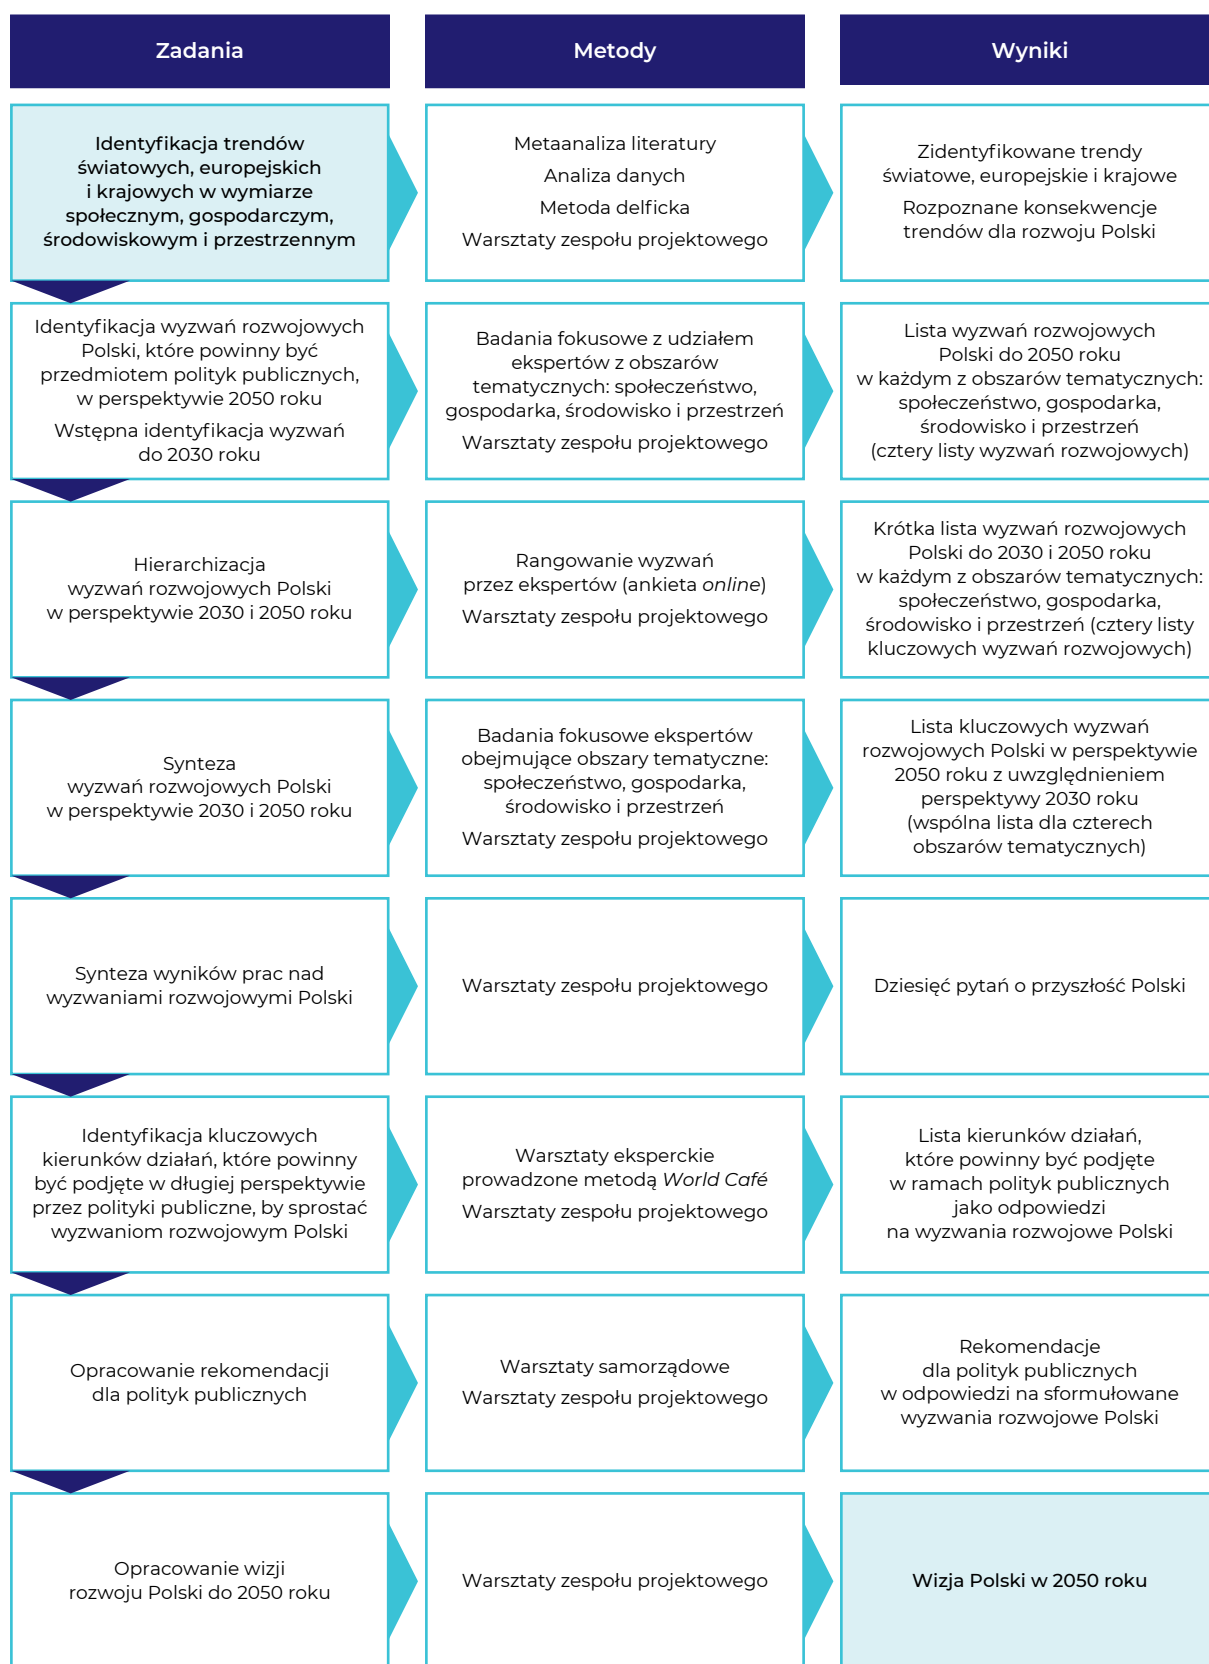 Zadania
Metody
Wyniki
Identyfikacja trendów
światowych, europejskich
i krajowych w wymiarze
społecznym, gospodarczym,
środowiskowym i przestrzennym
Metaanaliza literatury
Analiza danych
Metoda delficka
Warsztaty zespołu projektowego
Zidentyfikowane trendy
światowe, europejskie i krajowe
Rozpoznane konsekwencje
trendów dla rozwoju Polski
Identyfikacja wyzwań rozwojowych
Polski, które powinny być
przedmiotem polityk publicznych,
w perspektywie 2050 roku
Wstępna identyfikacja wyzwań
do 2030 roku
Badania fokusowe z udziałem
ekspertów z obszarów
tematycznych: społeczeństwo,
gospodarka, środowisko i przestrzeń
Warsztaty zespołu projektowego
Lista wyzwań rozwojowych
Polski do 2050 roku
w każdym z obszarów tematycznych:
społeczeństwo, gospodarka,
środowisko i przestrzeń
(cztery listy wyzwań rozwojowych)
Hierarchizacja
wyzwań rozwojowych Polski
w perspektywie 2030 i 2050 roku
Rangowanie wyzwań
przez ekspertów (ankieta online)
Warsztaty zespołu projektowego
Krótka lista wyzwań rozwojowych
Polski do 2030 i 2050 roku
w każdym z obszarów tematycznych:
społeczeństwo, gospodarka,
środowisko i przestrzeń (cztery listy
kluczowych wyzwań rozwojowych)
Synteza
wyzwań rozwojowych Polski
w perspektywie 2030 i 2050 roku
Badania fokusowe ekspertów
obejmujące obszary tematyczne:
społeczeństwo, gospodarka,
środowisko i przestrzeń
Warsztaty zespołu projektowego
Lista kluczowych wyzwań
rozwojowych Polski w perspektywie
2050 roku z uwzględnieniem
perspektywy 2030 roku
(wspólna lista dla czterech
obszarów tematycznych)
Synteza wyników prac nad
wyzwaniami rozwojowymi Polski
Warsztaty zespołu projektowego
Dziesięć pytań o przyszłość Polski
Identyfikacja kluczowych
kierunków działań, które powinny
być podjęte w długiej perspektywie
przez polityki publiczne, by sprostać
wyzwaniom rozwojowym Polski
Warsztaty eksperckie
prowadzone metodą World Café
Warsztaty zespołu projektowego
Lista kierunków działań,
które powinny być podjęte
w ramach polityk publicznych
jako odpowiedzi
na wyzwania rozwojowe Polski
Opracowanie rekomendacji
dla polityk publicznych
Warsztaty samorządowe
Warsztaty zespołu projektowego
Rekomendacje
dla polityk publicznych
w odpowiedzi na sformułowane
wyzwania rozwojowe Polski
Opracowanie wizji
rozwoju Polski do 2050 roku
Warsztaty zespołu projektowego
Wizja Polski w 2050 roku